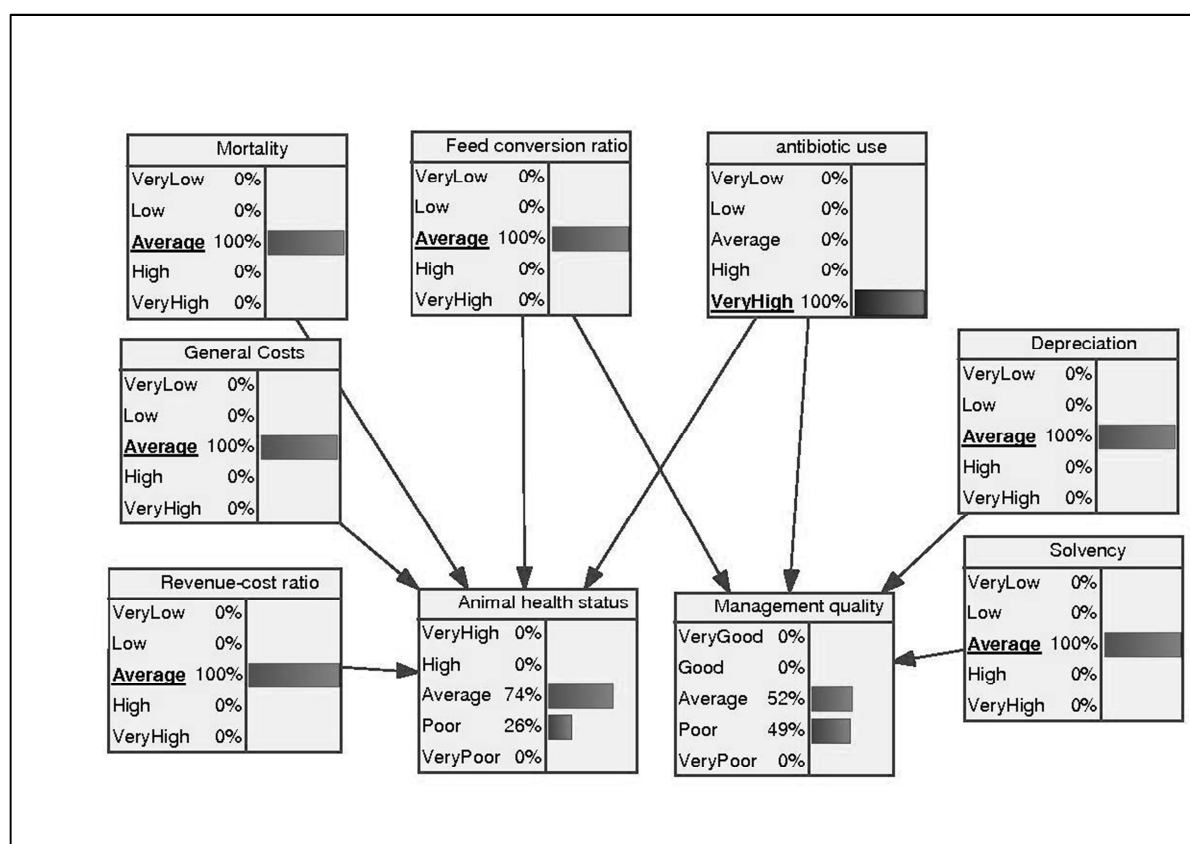 Mortality
VeryLow 0%
Low 0%
Average 100%
High 0%
VeryHigh 0%
Feed conversion ratio
VeryLow 0%
Low 0%
Average 100%
High 0%
VeryHigh 0%
antibiotic use
VeryLow 0%
Low 0%
Average 0%
High 0%
VeryHigh 100%
General Costs
VeryLow 0%
Low 0%
Average 100%
High 0%
VeryHigh 0%
Depreciation
VeryLow 0%
Low 0%
Average 100%
High 0%
VeryHigh 0%
Revenue-cost ratio
VeryLow 0%
Low 0%
Average 100%
High 0%
VeryHigh 0%
Animal health status
VeryHigh 0%
High 0%
Average 74%
Poor 26%
VeryPoor 0%
Management quality
VeryGood 0%
Good 0%
Average 52%
Poor 49%
VeryPoor 0%
Solvency
VeryLow 0%
Low 0%
Average 100%
High 0%
VeryHigh 0%